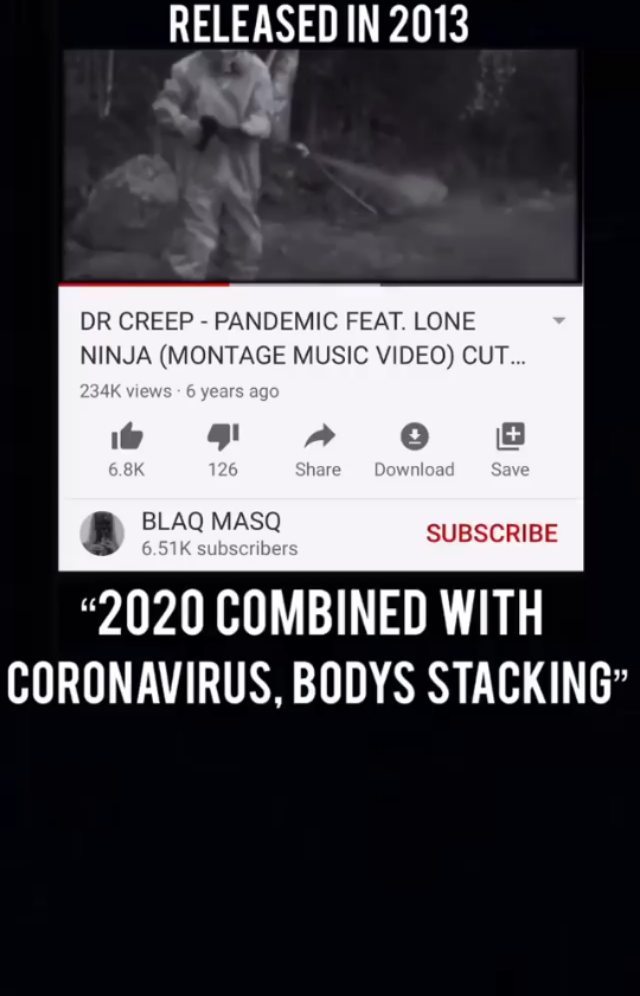 RELEASED IN 2013
DR CREEP - PANDEMIC FEAT. LONE
NINJA (MONTAGE MUSIC VIDEO) CUT...
234K views · 6 years ago
6.8K 126 Share Download Save
BLAQ MASQ
6.51K subscribers
SUBSCRIBE
“2020 COMBINED WITH
CORONAVIRUS, BODYS STACKING”